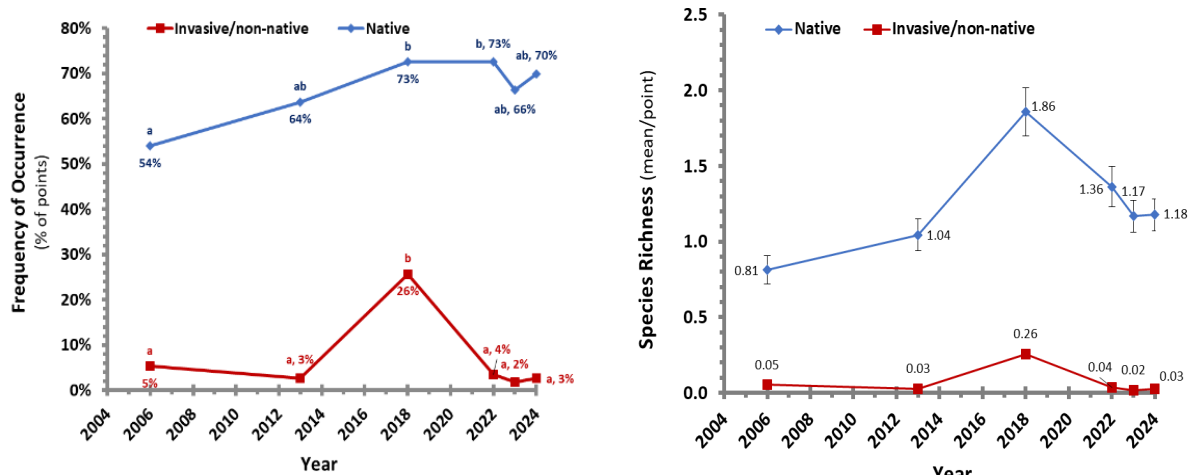 Invasive/non-native Native
Frequency of Occurrence
(% of points)
80%
70%
60%
50%
40%
30%
20%
10%
0%
a
54%
ab
64%
b
73%
b, 73%
ab, 66%
ab, 70%
a
5%
a, 3%
b
26%
a, 4%
a, 2%
a, 3%
2004 2006 2008 2010 2012 2014 2016 2018 2020 2022 2024
Year
Native Invasive/non-native
Species Richness (mean/point)
2.5
2.0
1.5
1.0
0.5
0.0
0.81
1.04
1.86
1.36
1.17
1.18
0.05
0.03
0.26
0.04
0.02
0.03
2004 2006 2008 2010 2012 2014 2016 2018 2020 2022 2024
Year